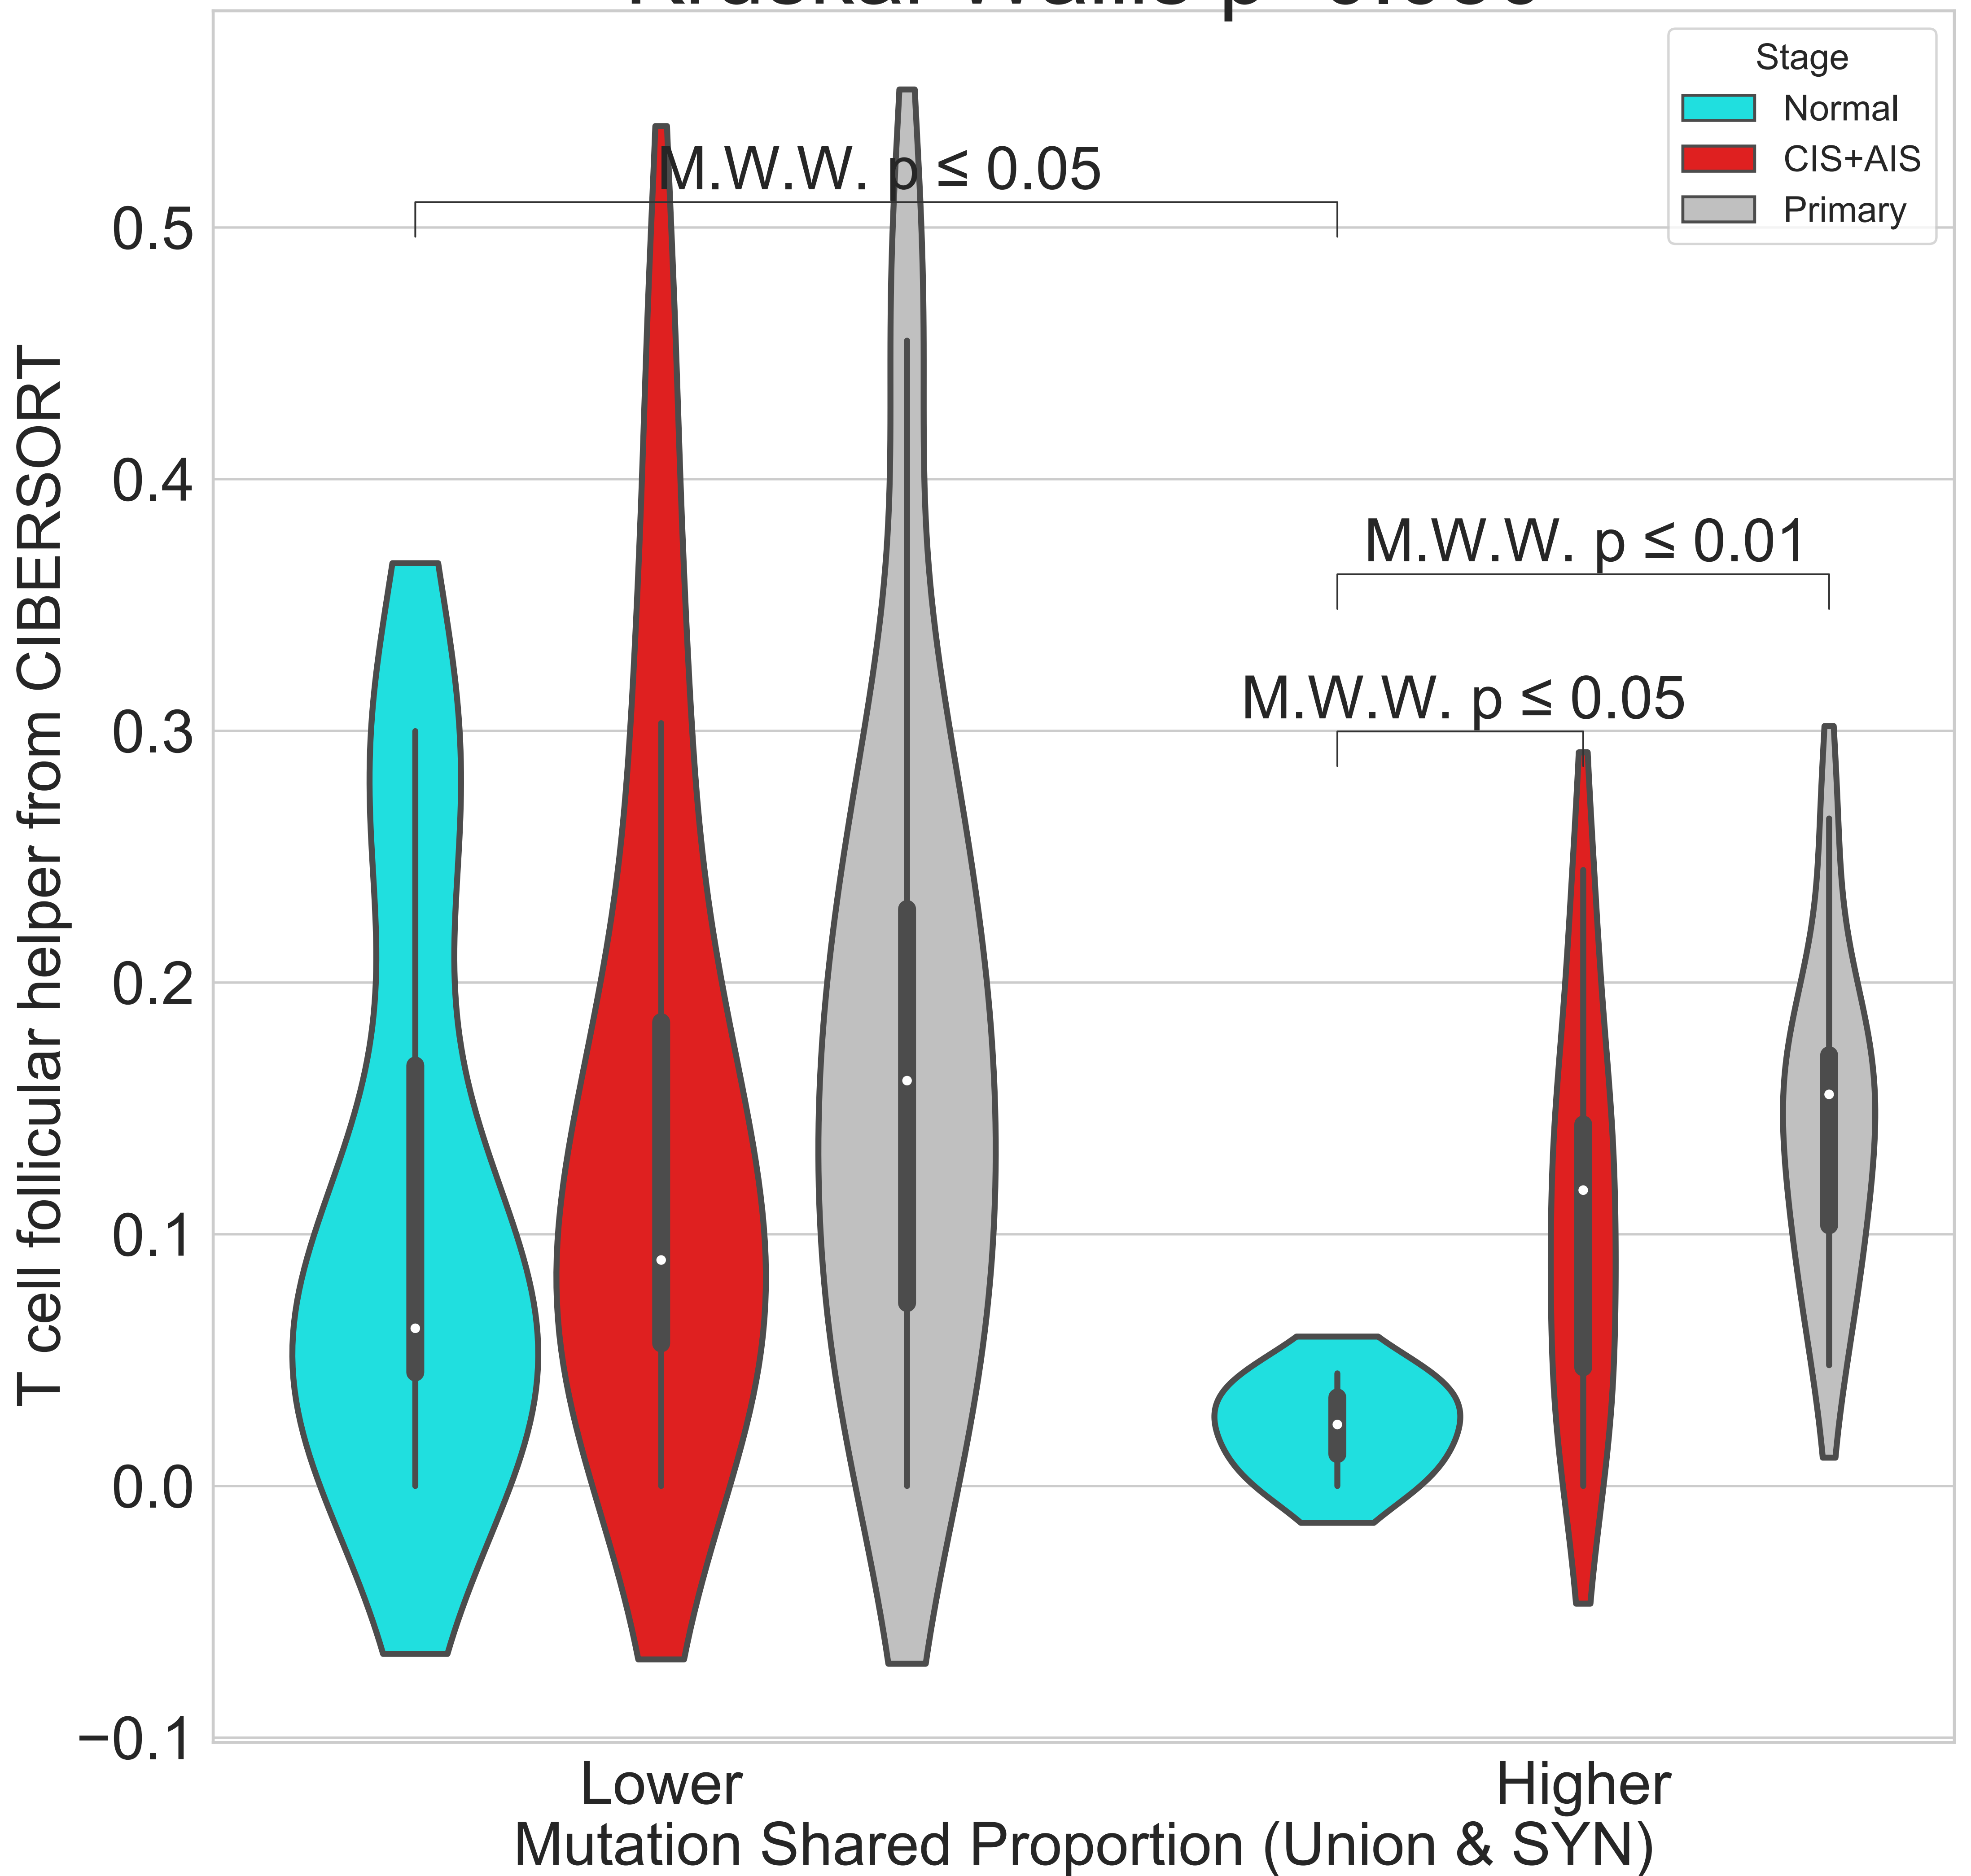 Stage
Normal
CIS+AIS
Primary
M.W.W. p ≤ 0.05
M.W.W. p ≤ 0.01
M.W.W. p ≤ 0.05
T cell follicular helper from CIBERSORT
0.5
0.4
0.3
0.2
0.1
0.0
−0.1
Lower
Higher
Mutation Shared Proportion (Union & SYN)